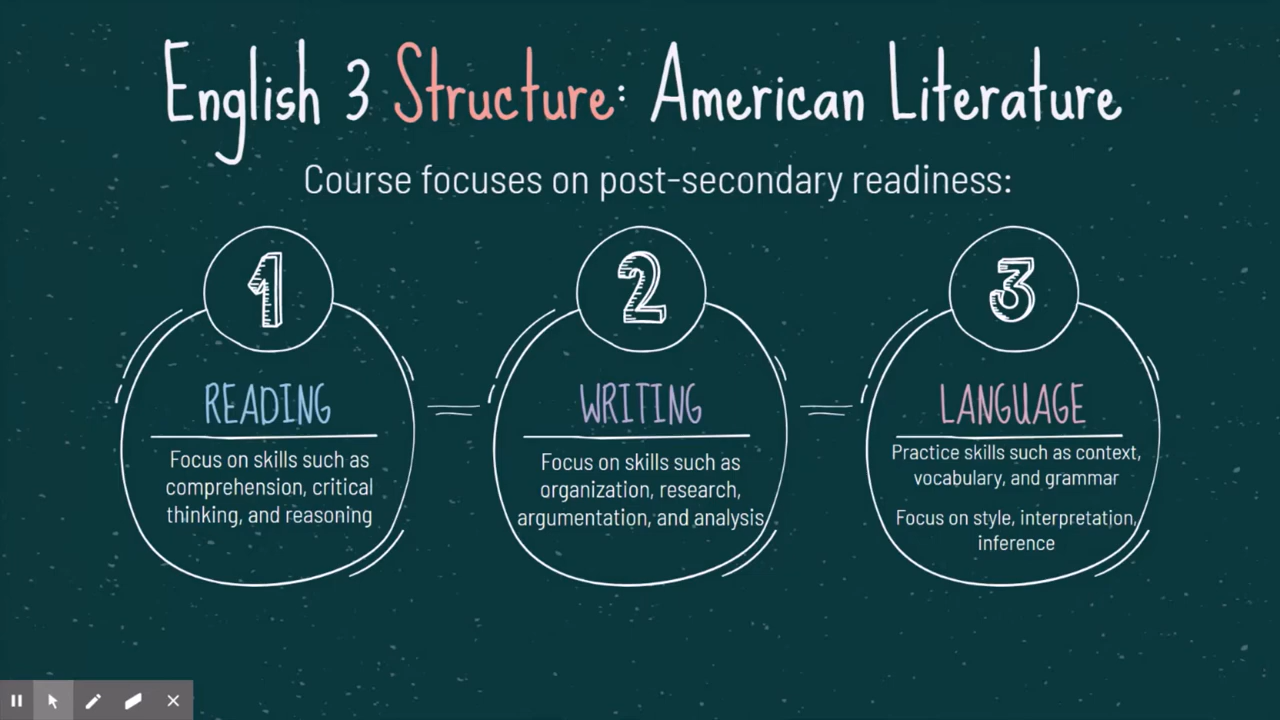 English 3 Structure: American Literature
Course focuses on post-secondary readiness:
1
READING
Focus on skills such as
comprehension, critical
thinking, and reasoning
2
WRITING
Focus on skills such as
organization, research,
argumentation, and analysis
3
LANGUAGE
Practice skills such as context,
vocabulary, and grammar
Focus on style, interpretation,
inference